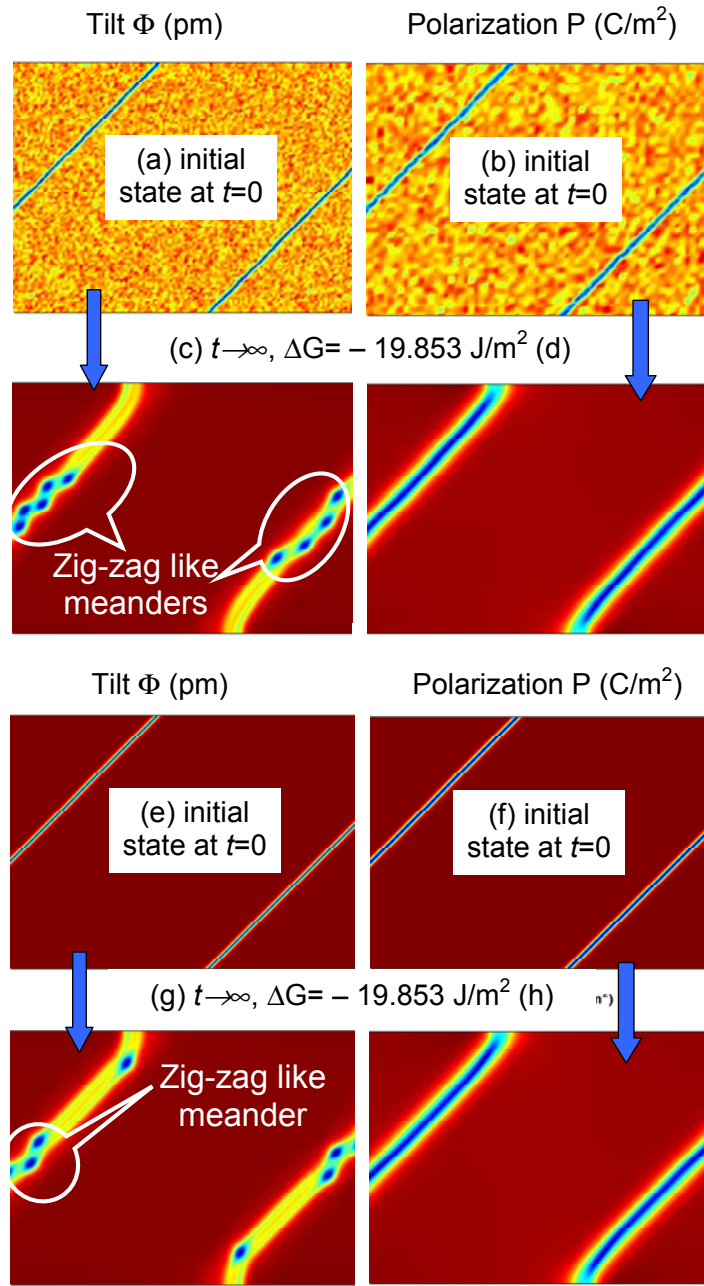 Tilt Φ (pm)
Polarization P (C/m²)
(a) initial
state at t=0
(b) initial
state at t=0
(c) t→∞, ΔG= – 19.853 J/m² (d)
Zig-zag like
meanders
Tilt Φ (pm)
Polarization P (C/m²)
(e) initial
state at t=0
(f) initial
state at t=0
(g) t→∞, ΔG= – 19.853 J/m² (h)
Zig-zag like
meander